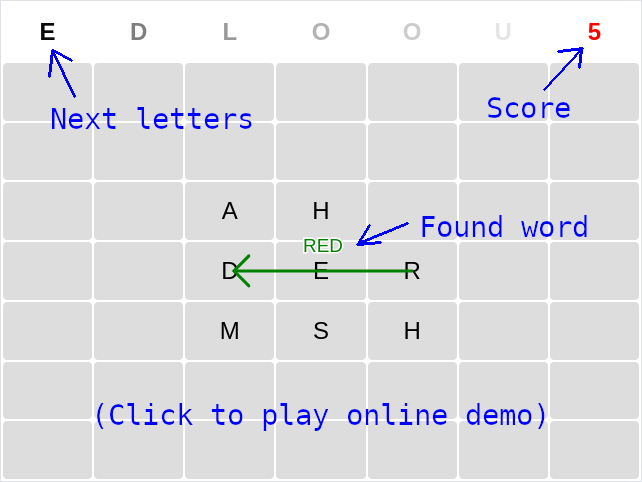 E D L O O U 5
Next letters
Score
A H
Found word
RED
D E R
M S H
(Click to play online demo)